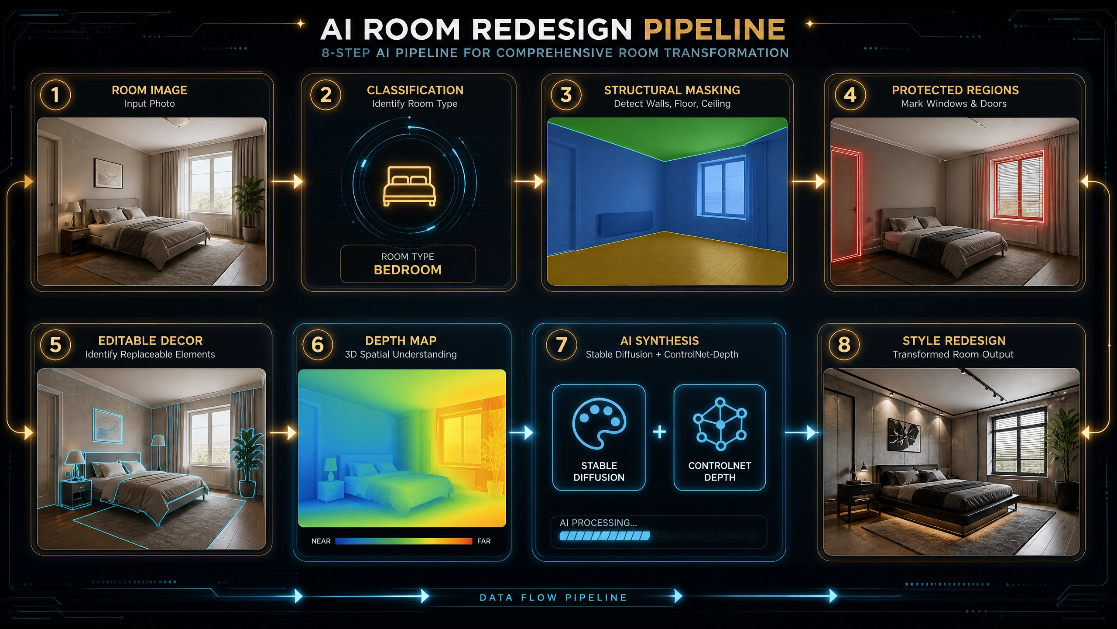 AI ROOM REDESIGN PIPELINE
8-STEP AI PIPELINE FOR COMPREHENSIVE ROOM TRANSFORMATION
1
ROOM IMAGE
Input Photo
2
CLASSIFICATION
Identify Room Type
ROOM TYPE
BEDROOM
3
STRUCTURAL MASKING
Detect Walls, Floor, Ceiling
4
PROTECTED REGIONS
Mark Windows & Doors
5
EDITABLE DECOR
Identify Replaceable Elements
6
DEPTH MAP
3D Spatial Understanding
NEAR
FAR
7
AI SYNTHESIS
Stable Diffusion + ControlNet-Depth
STABLE
DIFFUSION
+
CONTROLNET
DEPTH
AI PROCESSING...
8
STYLE REDESIGN
Transformed Room Output
DATA FLOW PIPELINE